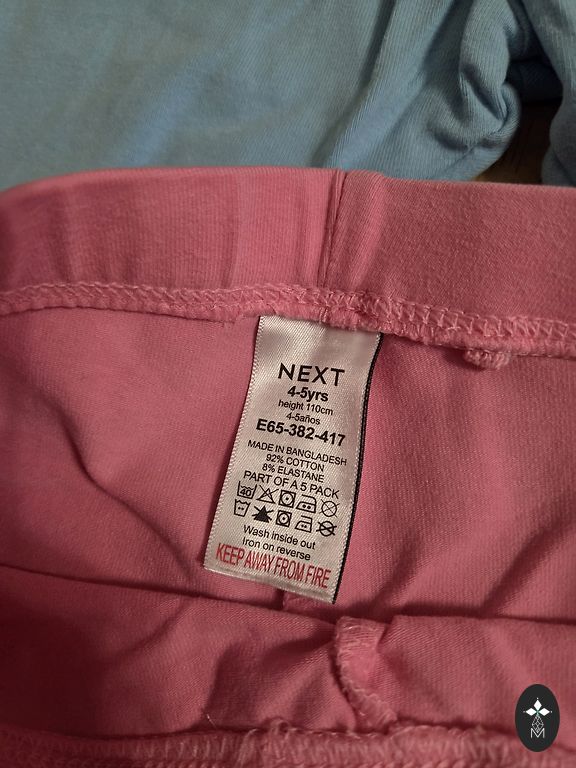 NEXT
4-5yrs
height 110cm
4-5años
E65-382-417
MADE IN BANGLADESH
92% COTTON
8% ELASTANE
PART OF A 5 PACK
40
Wash inside out
Iron on reverse
KEEP AWAY FROM FIRE
M